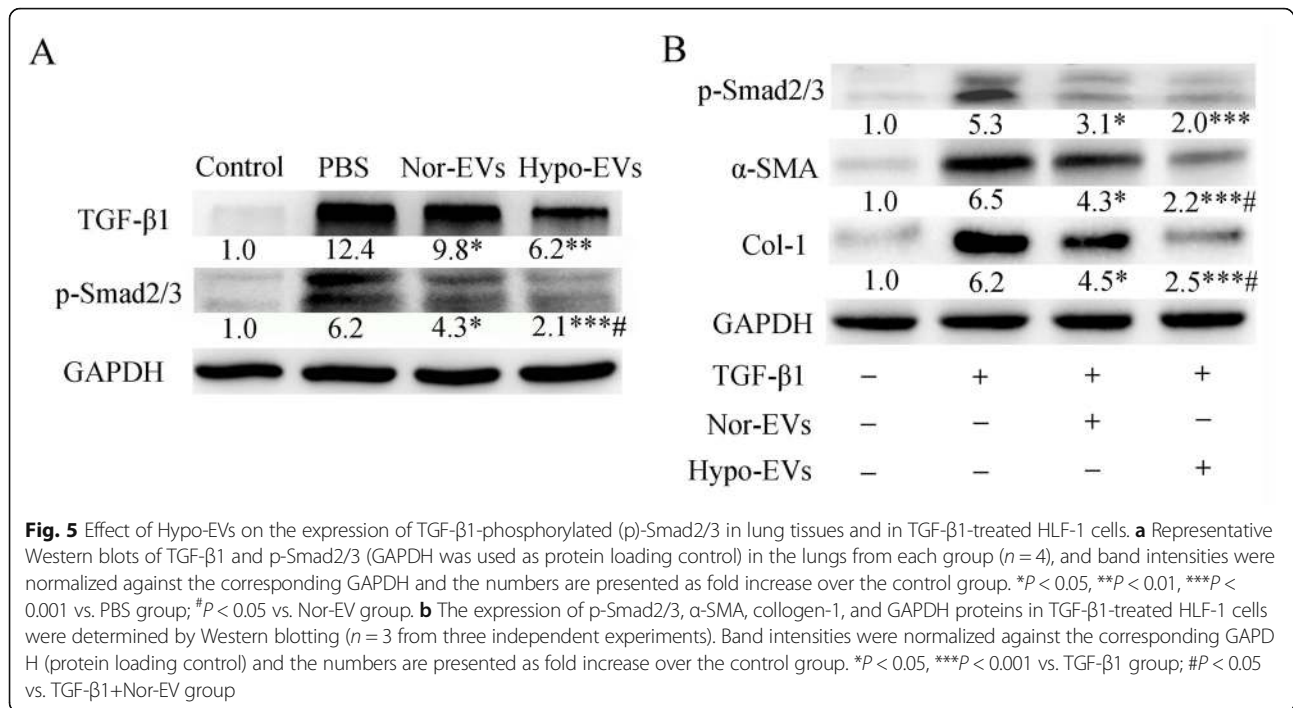 A
Control PBS Nor-EVs Hypo-EVs
TGF-β1
1.0 12.4 9.8* 6.2**
p-Smad2/3
1.0 6.2 4.3* 2.1***#
GAPDH
B
p-Smad2/3
1.0 5.3 3.1* 2.0***
α-SMA
1.0 6.5 4.3* 2.2***#
Col-1
1.0 6.2 4.5* 2.5***#
GAPDH
TGF-β1 − + + +
Nor-EVs − − + −
Hypo-EVs − − − +
Fig. 5 Effect of Hypo-EVs on the expression of TGF-β1-phosphorylated (p)-Smad2/3 in lung tissues and in TGF-β1-treated HLF-1 cells. a Representative
Western blots of TGF-β1 and p-Smad2/3 (GAPDH was used as protein loading control) in the lungs from each group (n = 4), and band intensities were
normalized against the corresponding GAPDH and the numbers are presented as fold increase over the control group. *P < 0.05, **P < 0.01, ***P <
0.001 vs. PBS group; #P < 0.05 vs. Nor-EV group. b The expression of p-Smad2/3, α-SMA, collogen-1, and GAPDH proteins in TGF-β1-treated HLF-1 cells
were determined by Western blotting (n = 3 from three independent experiments). Band intensities were normalized against the corresponding GAPD
H (protein loading control) and the numbers are presented as fold increase over the control group. *P < 0.05, ***P < 0.001 vs. TGF-β1 group; #P < 0.05
vs. TGF-β1+Nor-EV group